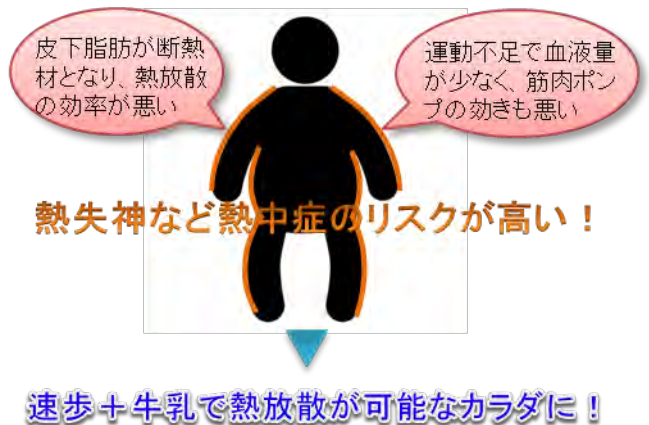 皮下脂肪が断熱
材となり、熱放散
の効率が悪い
運動不足で血液量
が少なく、筋肉ポン
プの効きも悪い
熱失神など熱中症のリスクが高い！
速歩＋牛乳で熱放散が可能なカラダに！